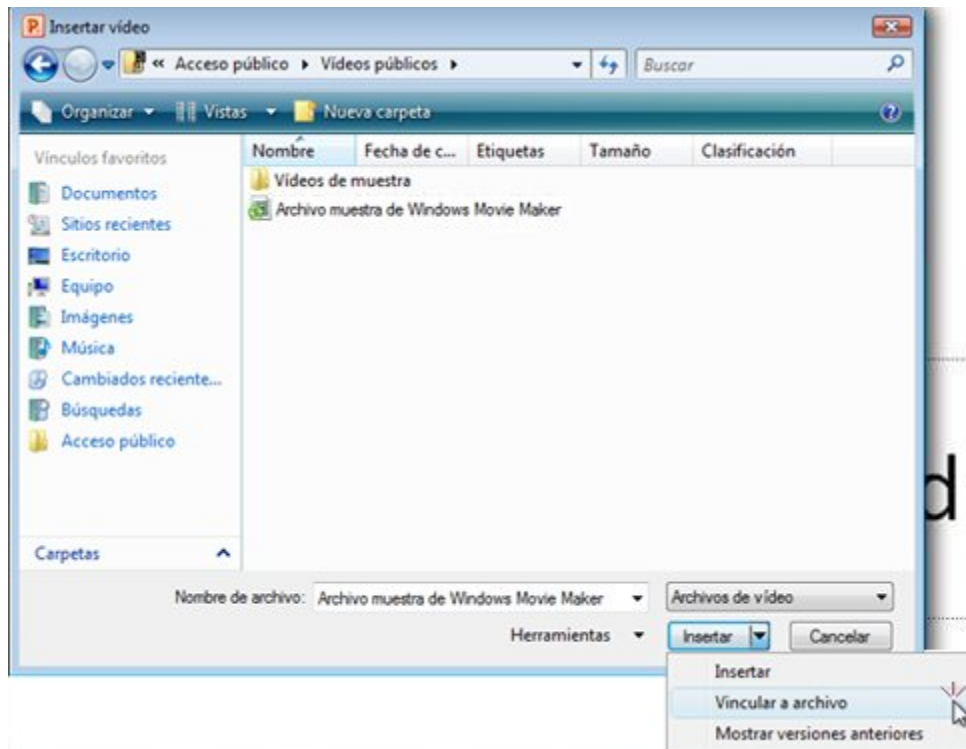 Insertar vídeo
« Acceso público ▸ Vídeos públicos ▸ Buscar
Organizar Vistas Nueva carpeta
Vínculos favoritos
Documentos
Sitios recientes
Escritorio
Equipo
Imágenes
Música
Cambiados reciente...
Búsquedas
Acceso público
Carpetas
Nombre Fecha de c... Etiquetas Tamaño Clasificación
Vídeos de muestra
Archivo muestra de Windows Movie Maker
Nombre de archivo: Archivo muestra de Windows Movie Maker Archivos de vídeo
Herramientas Insertar Cancelar
Insertar
Vincular a archivo
Mostrar versiones anteriores
d